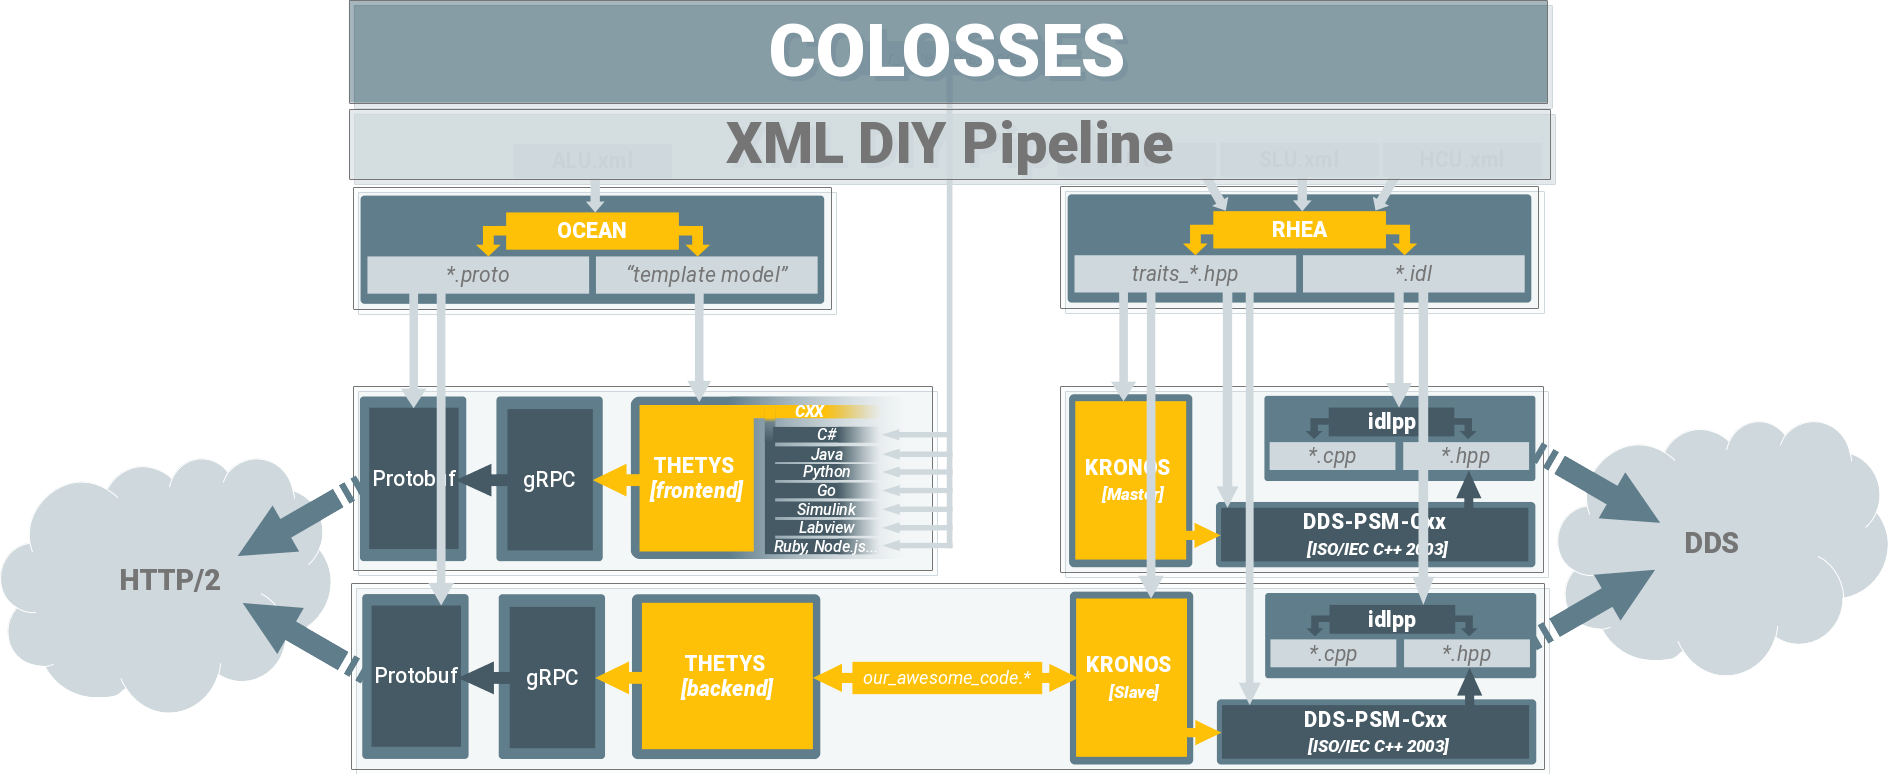 COLOSSES
XML DIY Pipeline
ALU.xml
SLU.xml
HCU.xml
OCEAN
*.proto
“template model”
RHEA
traits_*.hpp
*.idl
Protobuf
gRPC
THETYS
[frontend]
CXX
C#
Java
Python
Go
Simulink
Labview
Ruby, Node.js...
KRONOS
[Master]
idlpp
*.cpp
*.hpp
DDS-PSM-Cxx
[ISO/IEC C++ 2003]
HTTP/2
DDS
Protobuf
gRPC
THETYS
[backend]
our_awesome_code.*
KRONOS
[Slave]
idlpp
*.cpp
*.hpp
DDS-PSM-Cxx
[ISO/IEC C++ 2003]